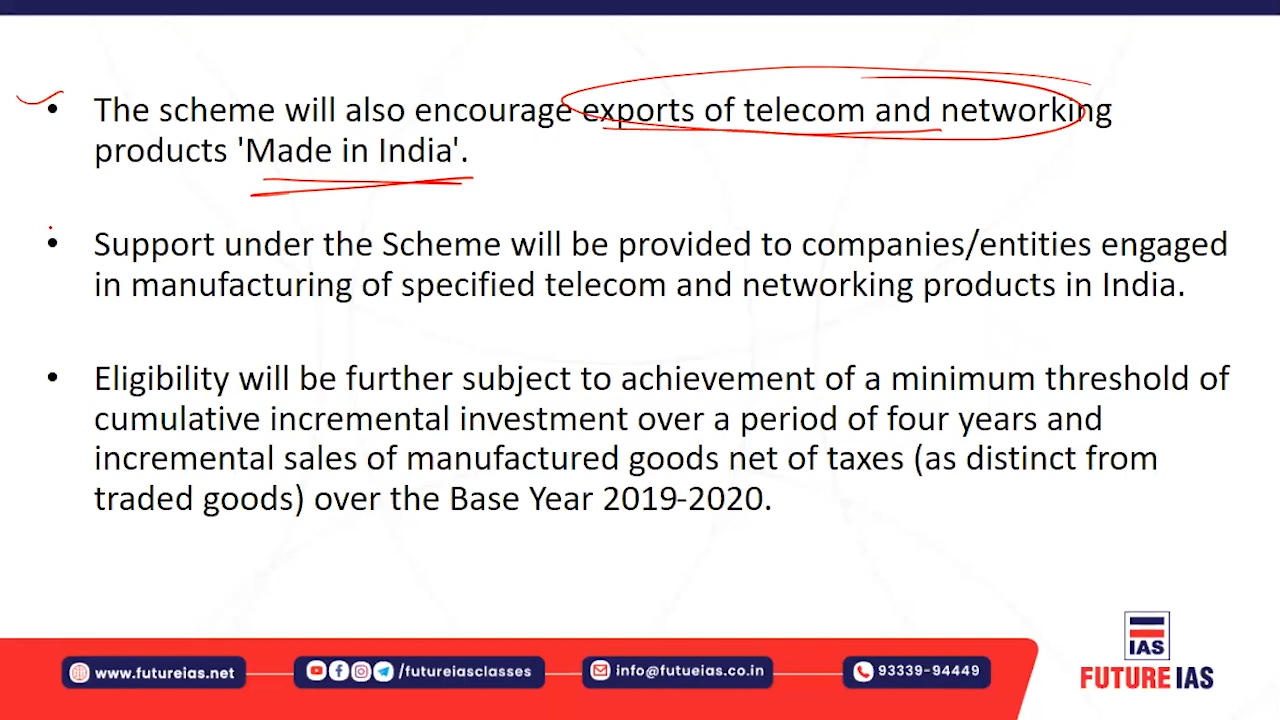 • The scheme will also encourage exports of telecom and networking
products 'Made in India'.
• Support under the Scheme will be provided to companies/entities engaged
in manufacturing of specified telecom and networking products in India.
• Eligibility will be further subject to achievement of a minimum threshold of
cumulative incremental investment over a period of four years and
incremental sales of manufactured goods net of taxes (as distinct from
traded goods) over the Base Year 2019-2020.
IAS
FUTURE IAS
www.futureias.net
/futureiasclasses
info@futueias.co.in
93339-94449